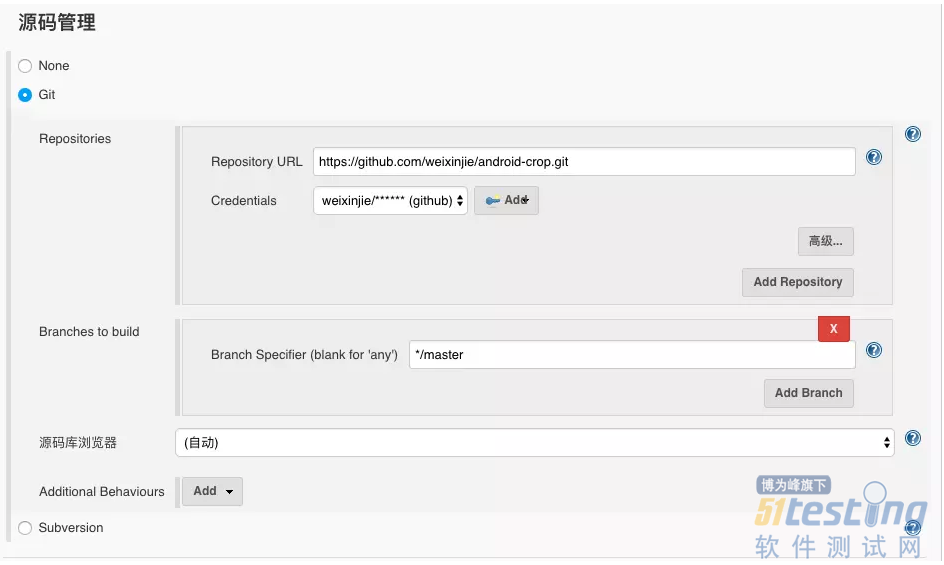 源码管理
None
Git
Repositories
Repository URL https://github.com/weixinjie/android-crop.git
Credentials weixinjie/****** (github) Add
高级...
Add Repository
Branches to build
X
Branch Specifier (blank for 'any') */master
Add Branch
源码库浏览器 (自动)
Additional Behaviours Add
Subversion
博为峰旗下
51testing
软件测试网